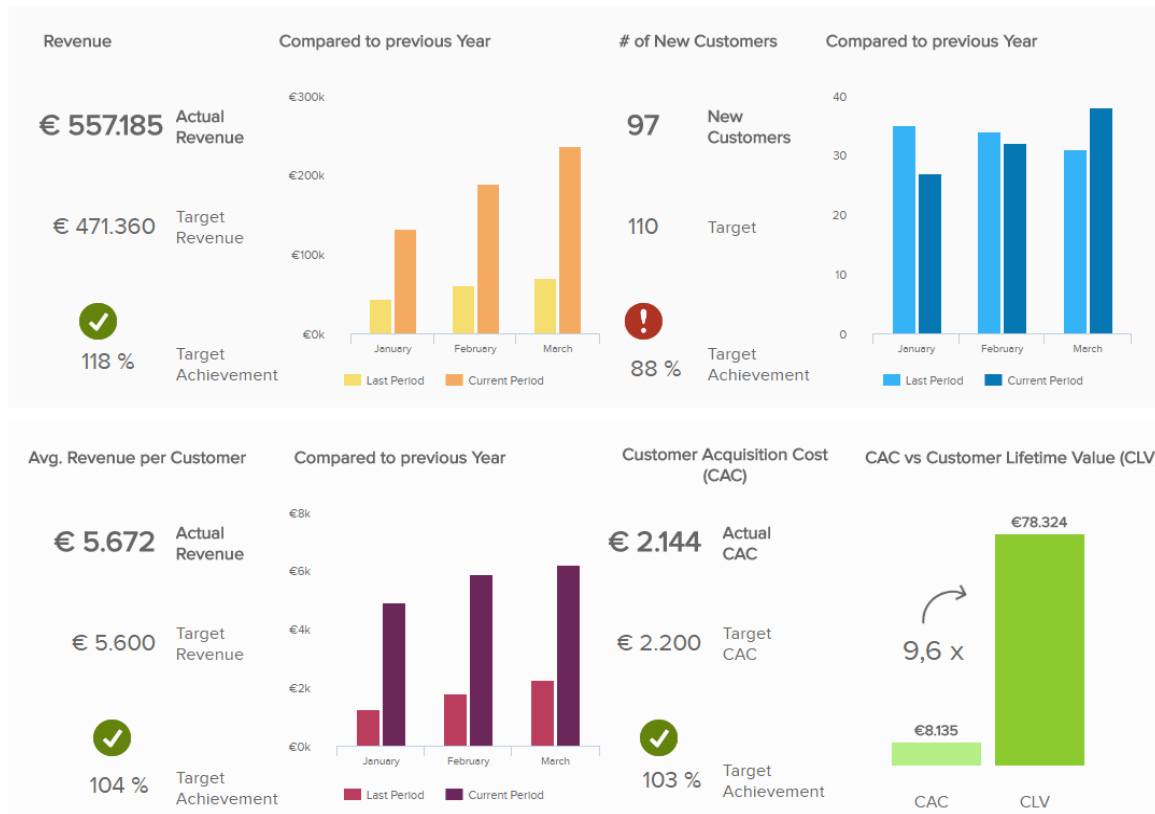 Revenue
€ 557.185
Actual
Revenue
€ 471.360
Target
Revenue
118 %
Target
Achievement
Compared to previous Year
€300k
€200k
€100k
€0k
January
February
March
Last Period
Current Period
# of New Customers
97
New
Customers
110
Target
88 %
Target
Achievement
Compared to previous Year
40
30
20
10
0
January
February
March
Last Period
Current Period
Avg. Revenue per Customer
€ 5.672
Actual
Revenue
€ 5.600
Target
Revenue
104 %
Target
Achievement
Compared to previous Year
€8k
€6k
€4k
€2k
€0k
January
February
March
Last Period
Current Period
Customer Acquisition Cost
(CAC)
€ 2.144
Actual
CAC
€ 2.200
Target
CAC
103 %
Target
Achievement
CAC vs Customer Lifetime Value (CLV
€78.324
9,6 x
€8.135
CAC
CLV